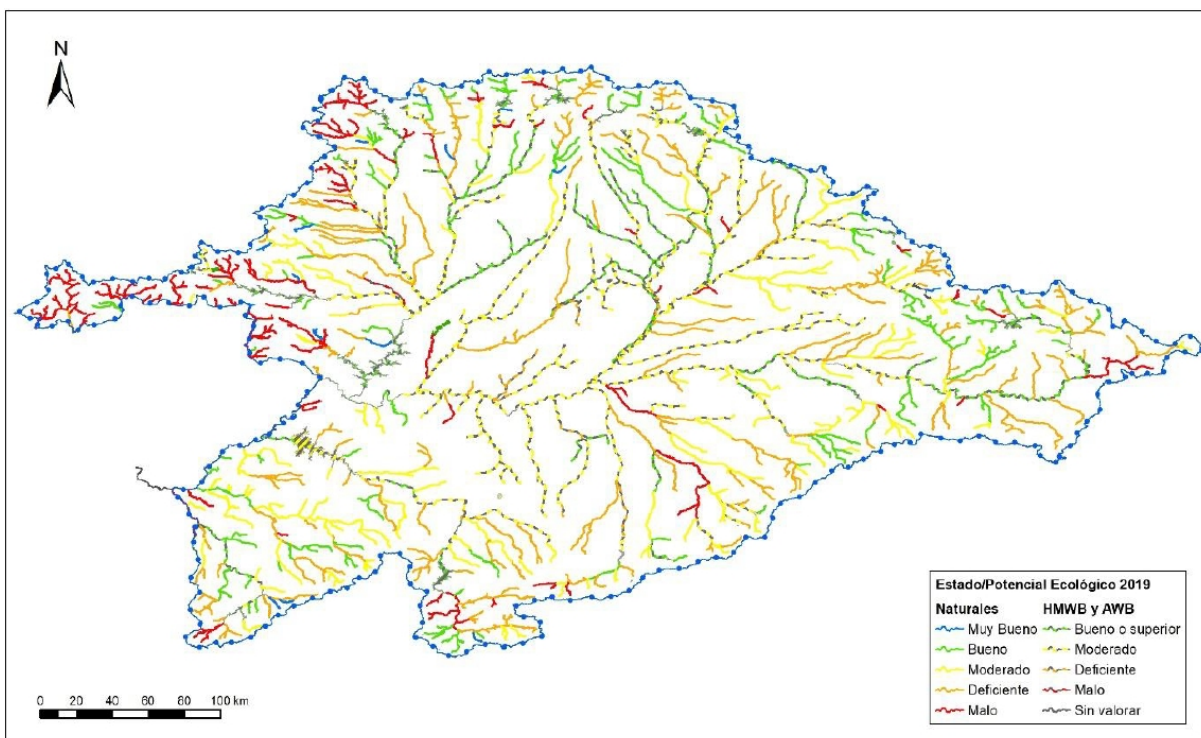 N
Estado/Potencial Ecológico 2019
Naturales HMWB y AWB
Muy Bueno Bueno o superior
Bueno Moderado
Moderado Deficiente
Deficiente Malo
Malo Sin valorar
0 20 40 60 80 100 km